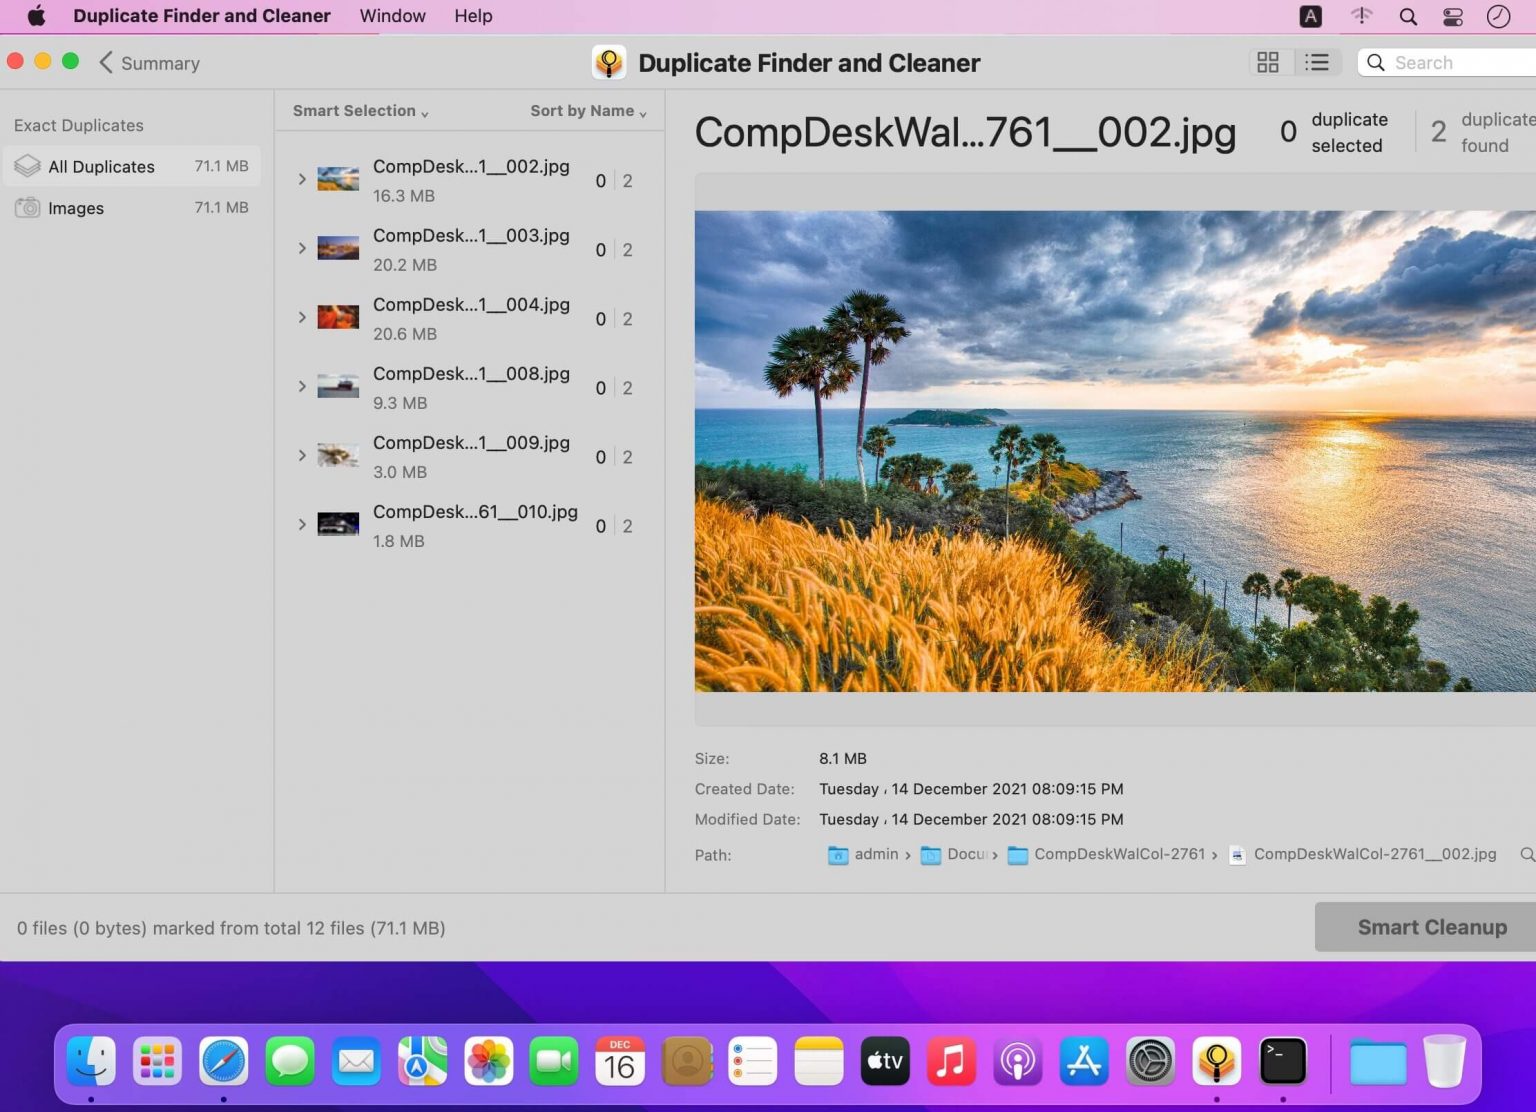 Duplicate Finder and Cleaner Window Help
A
Summary
Duplicate Finder and Cleaner
Search
Exact Duplicates
All Duplicates 71.1 MB
Images 71.1 MB
Smart Selection
Sort by Name
CompDesk...1__002.jpg
16.3 MB
0 2
CompDesk...1__003.jpg
20.2 MB
0 2
CompDesk...1__004.jpg
20.6 MB
0 2
CompDesk...1__008.jpg
9.3 MB
0 2
CompDesk...1__009.jpg
3.0 MB
0 2
CompDesk...61__010.jpg
1.8 MB
0 2
CompDeskWal...761__002.jpg
0 duplicate
selected
2 duplicate
found
Size: 8.1 MB
Created Date: Tuesday، 14 December 2021 08:09:15 PM
Modified Date: Tuesday، 14 December 2021 08:09:15 PM
Path: admin › Docu › CompDeskWalCol-2761 › CompDeskWalCol-2761__002.jpg
0 files (0 bytes) marked from total 12 files (71.1 MB)
Smart Cleanup
DEC
16
tv
>_